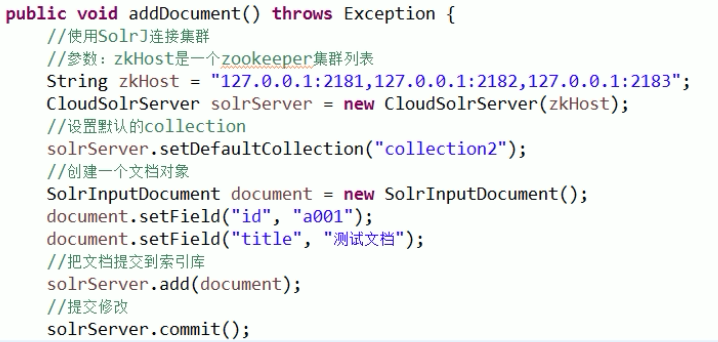 public void addDocument() throws Exception {
//使用SolrJ连接集群
//参数：zkHost是一个zookeeper集群列表
String zkHost = "127.0.0.1:2181,127.0.0.1:2182,127.0.0.1:2183";
CloudSolrServer solrServer = new CloudSolrServer(zkHost);
//设置默认的collection
solrServer.setDefaultCollection("collection2");
//创建一个文档对象
SolrInputDocument document = new SolrInputDocument();
document.setField("id", "a001");
document.setField("title", "测试文档");
//把文档提交到索引库
solrServer.add(document);
//提交修改
solrServer.commit();